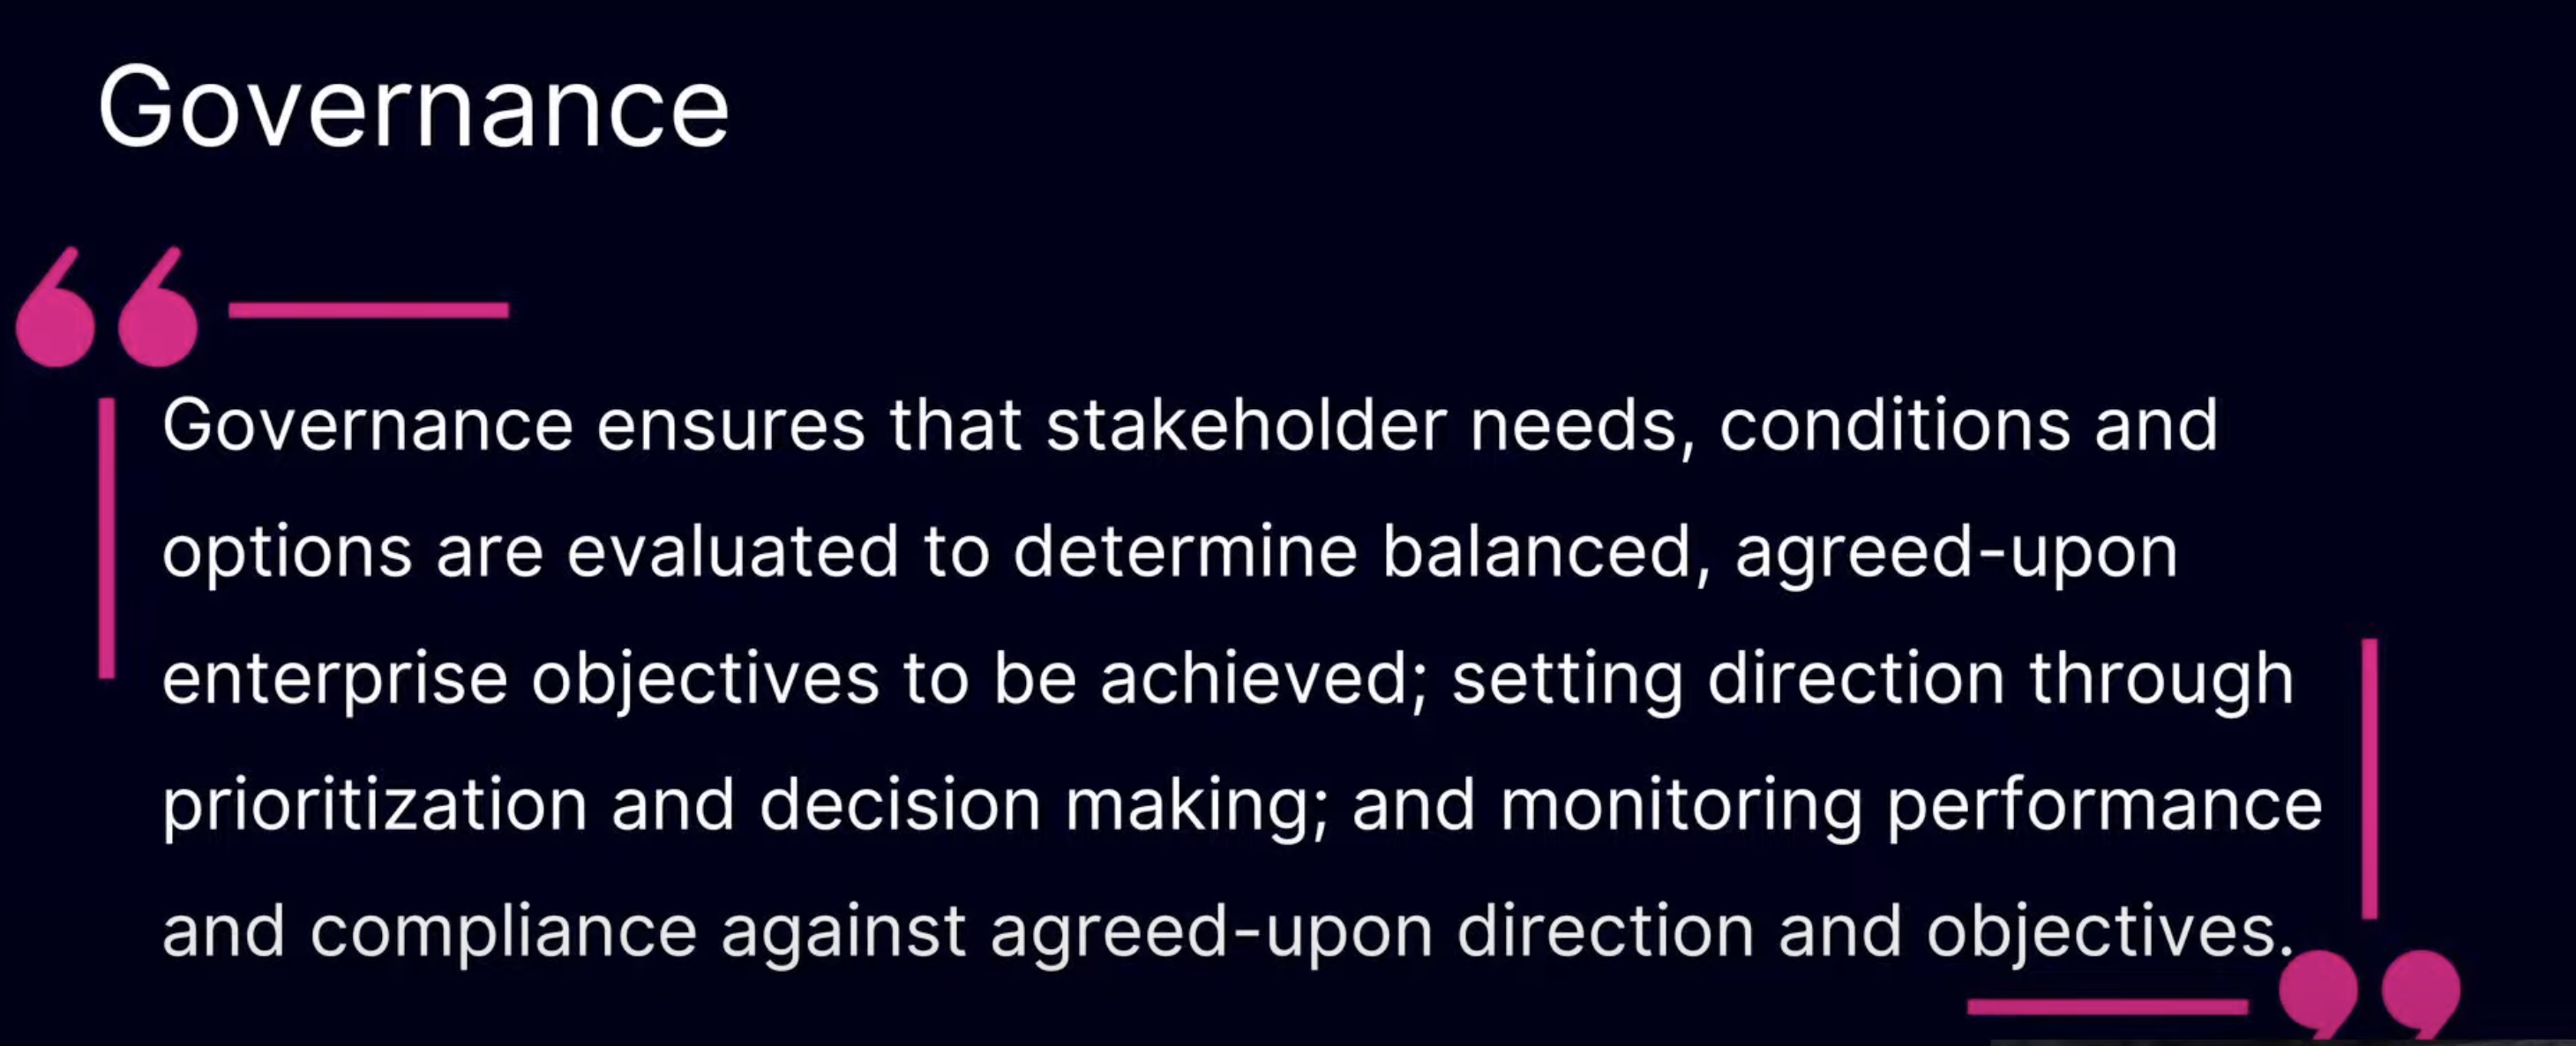 Governance
Governance ensures that stakeholder needs, conditions and
options are evaluated to determine balanced, agreed-upon
enterprise objectives to be achieved; setting direction through
prioritization and decision making; and monitoring performance
and compliance against agreed-upon direction and objectives.